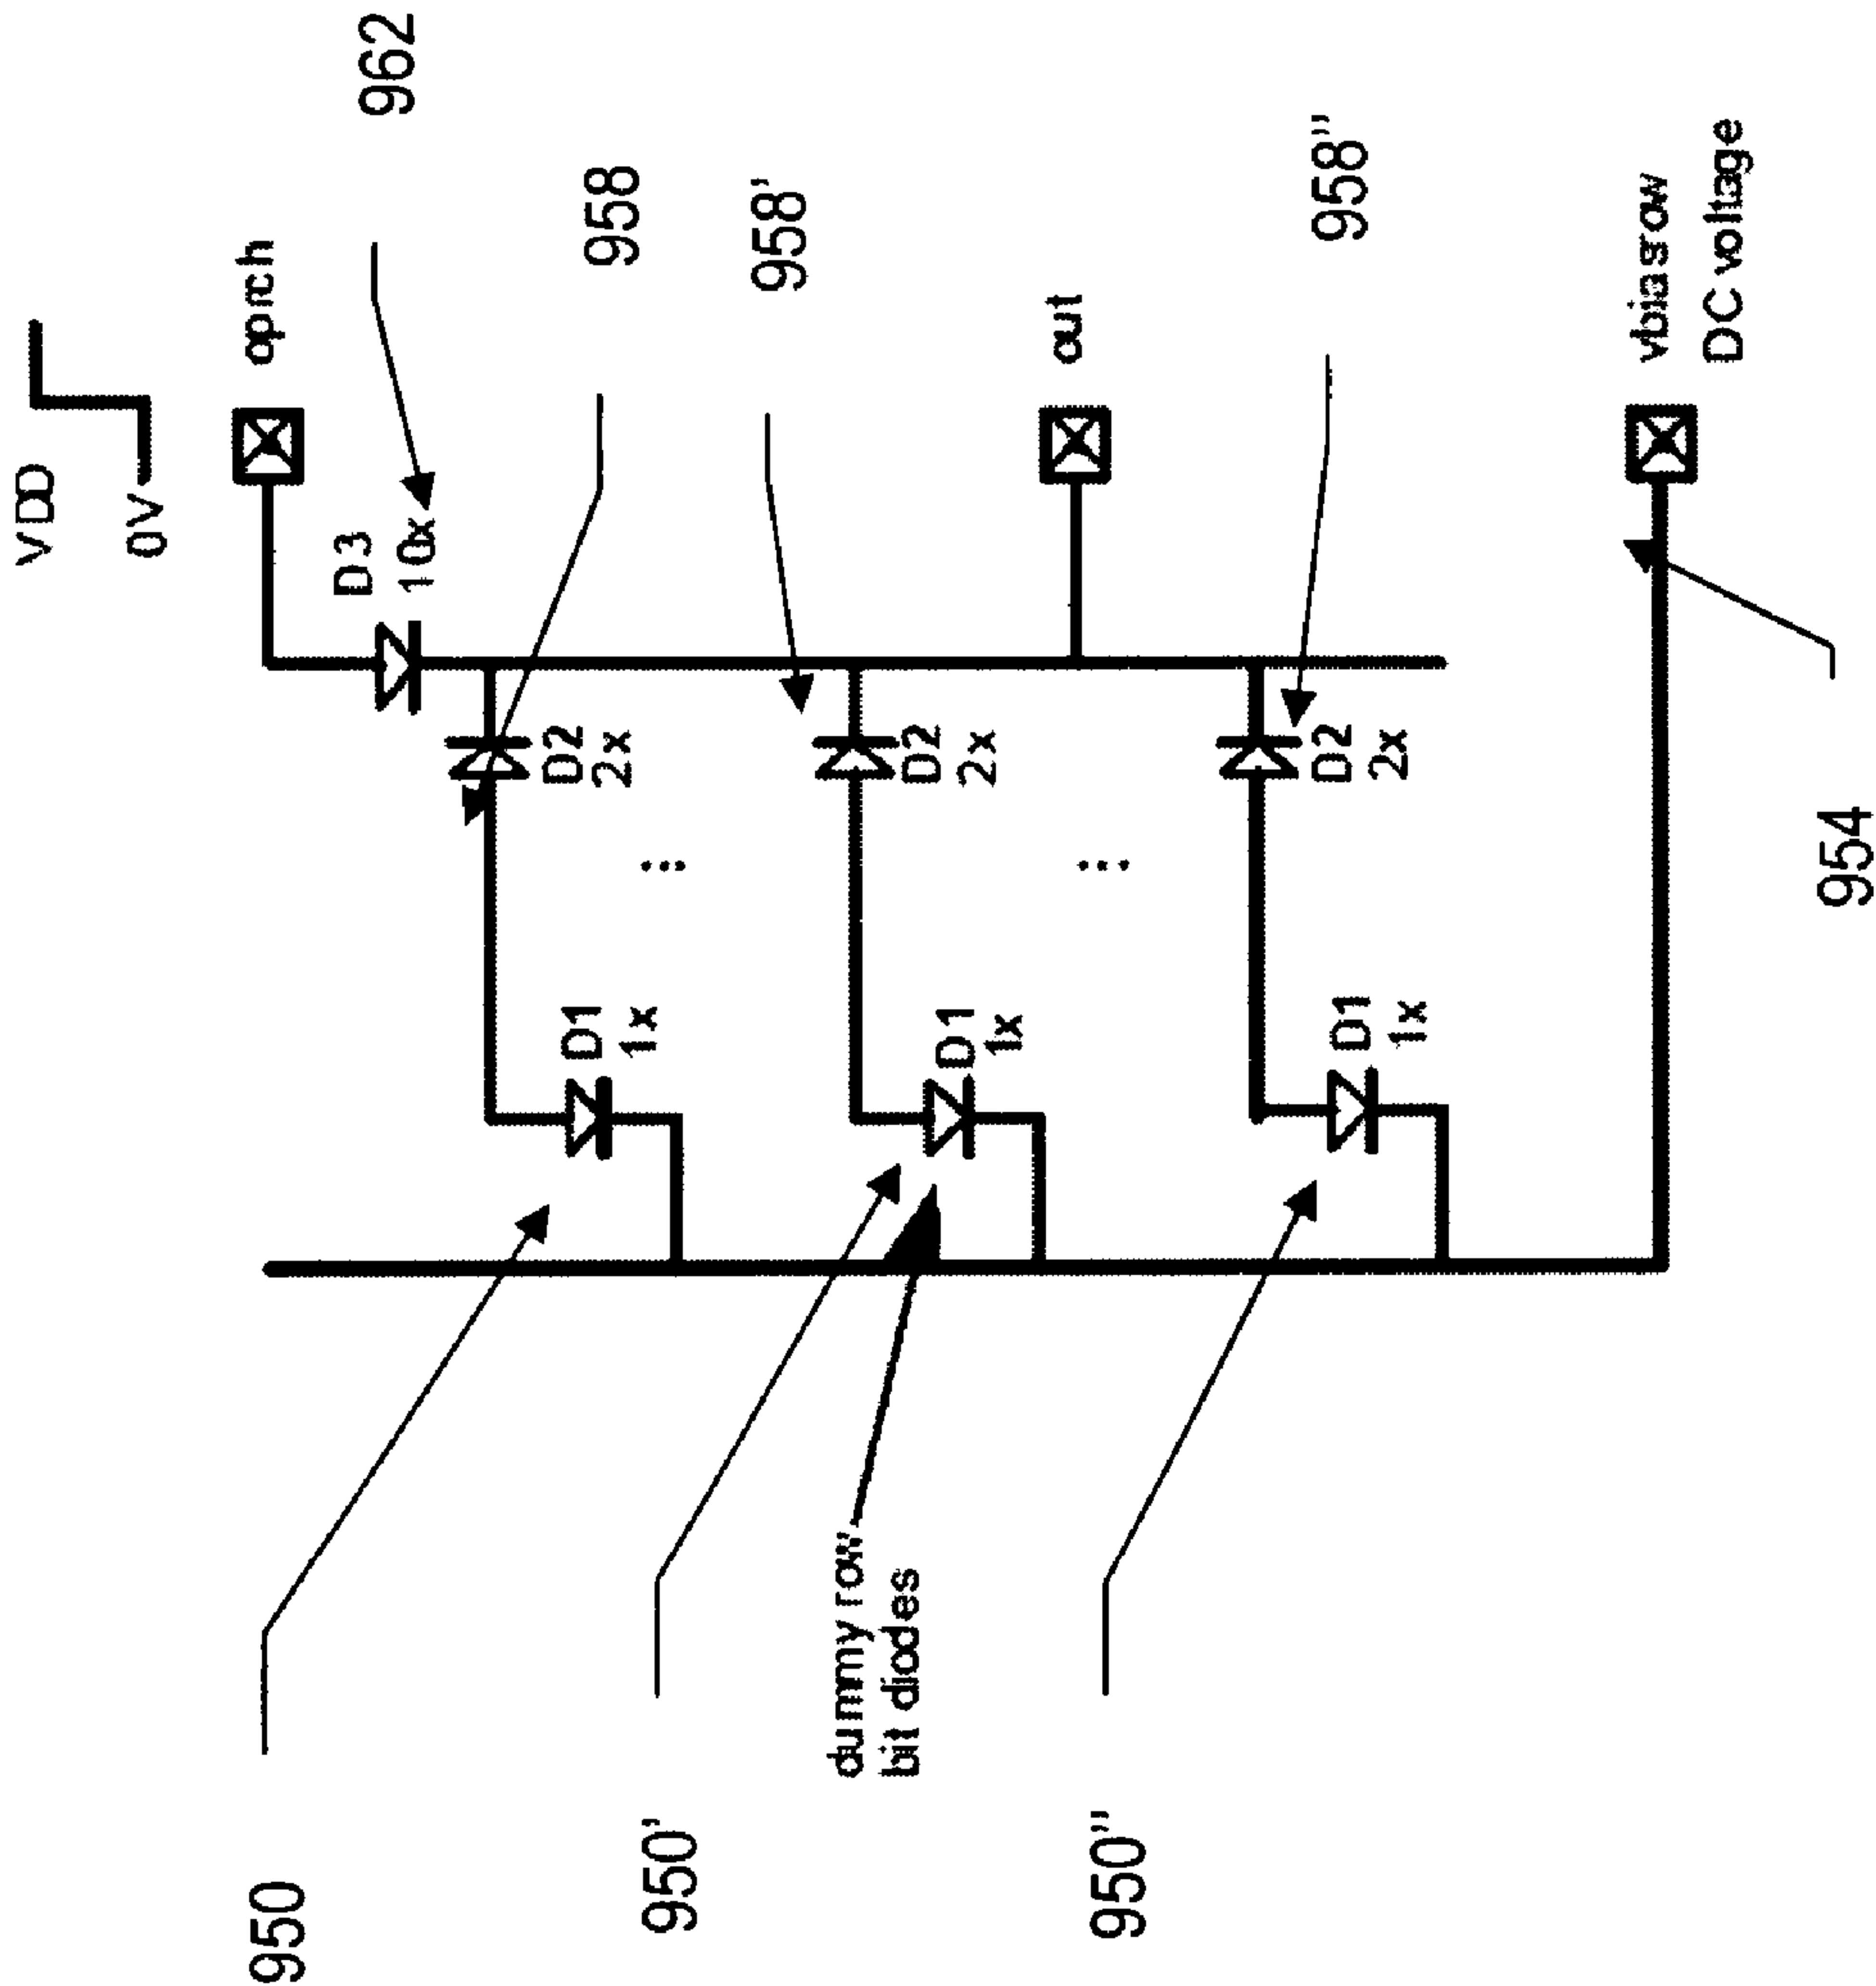 VDD
0V
950
oprch
D3
10x
962
D1
1x
D2
2x
958
950'
⋮
958'
dummy row
bit diodes
D1
1x
D2
2x
out
950"
⋮
D1
1x
D2
2x
958"
vbiasrow
DC voltage
954